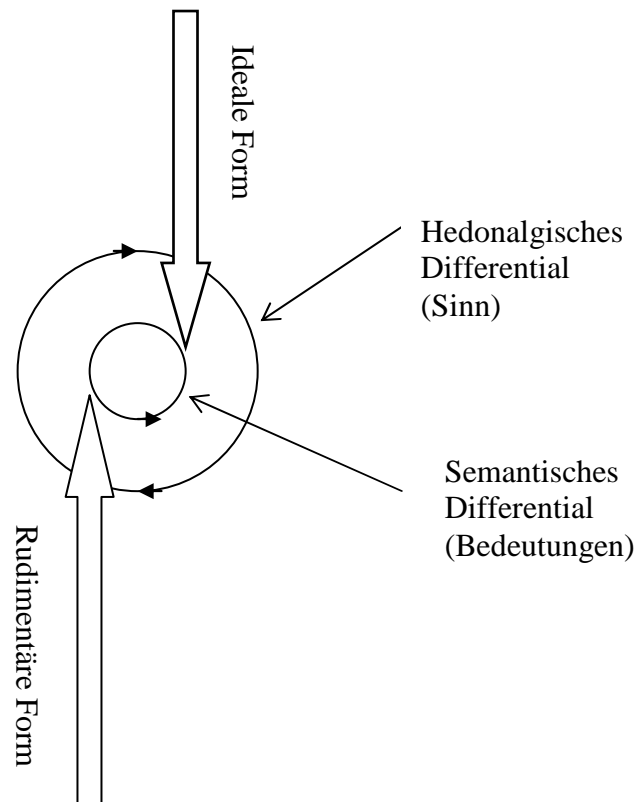 Ideale Form
Hedonalgisches
Differential
(Sinn)
Semantisches
Differential
(Bedeutungen)
Rudimentäre Form